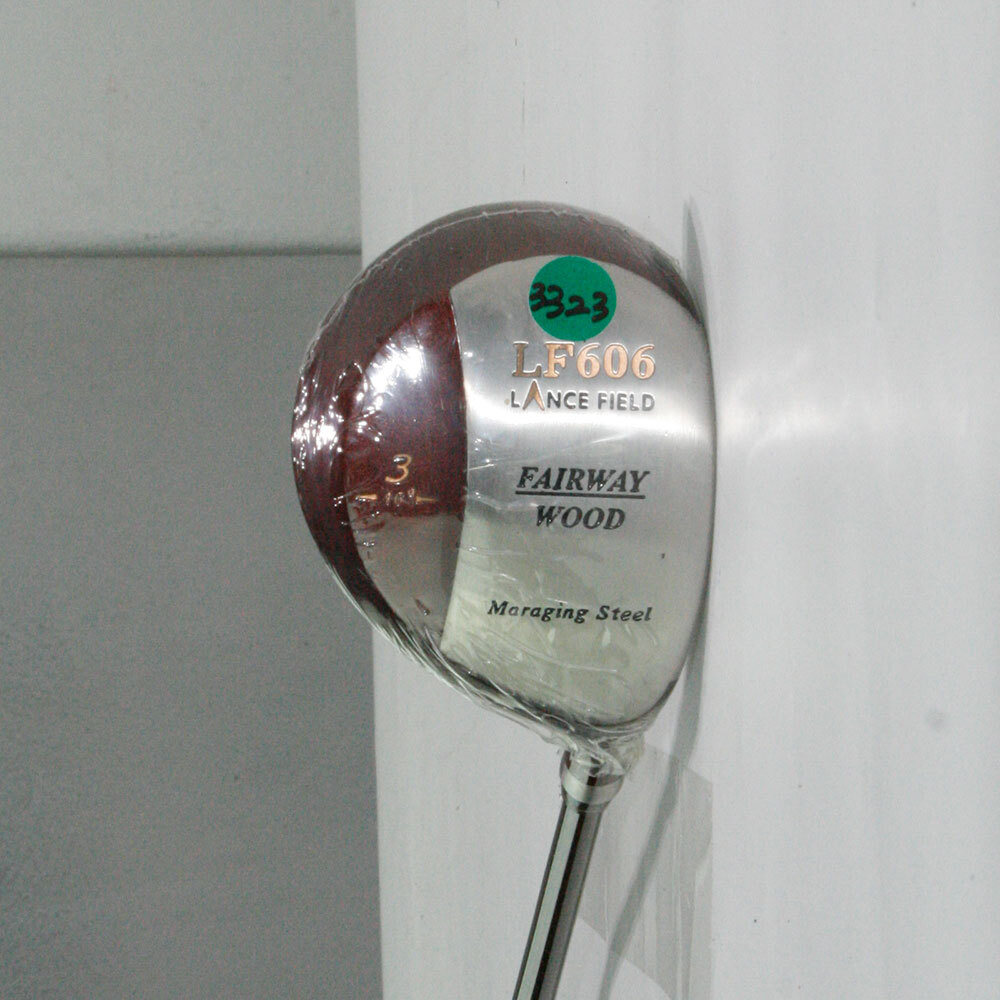 3323
LF606
LANCE FIELD
3
FAIRWAY
WOOD
Maraging Steel